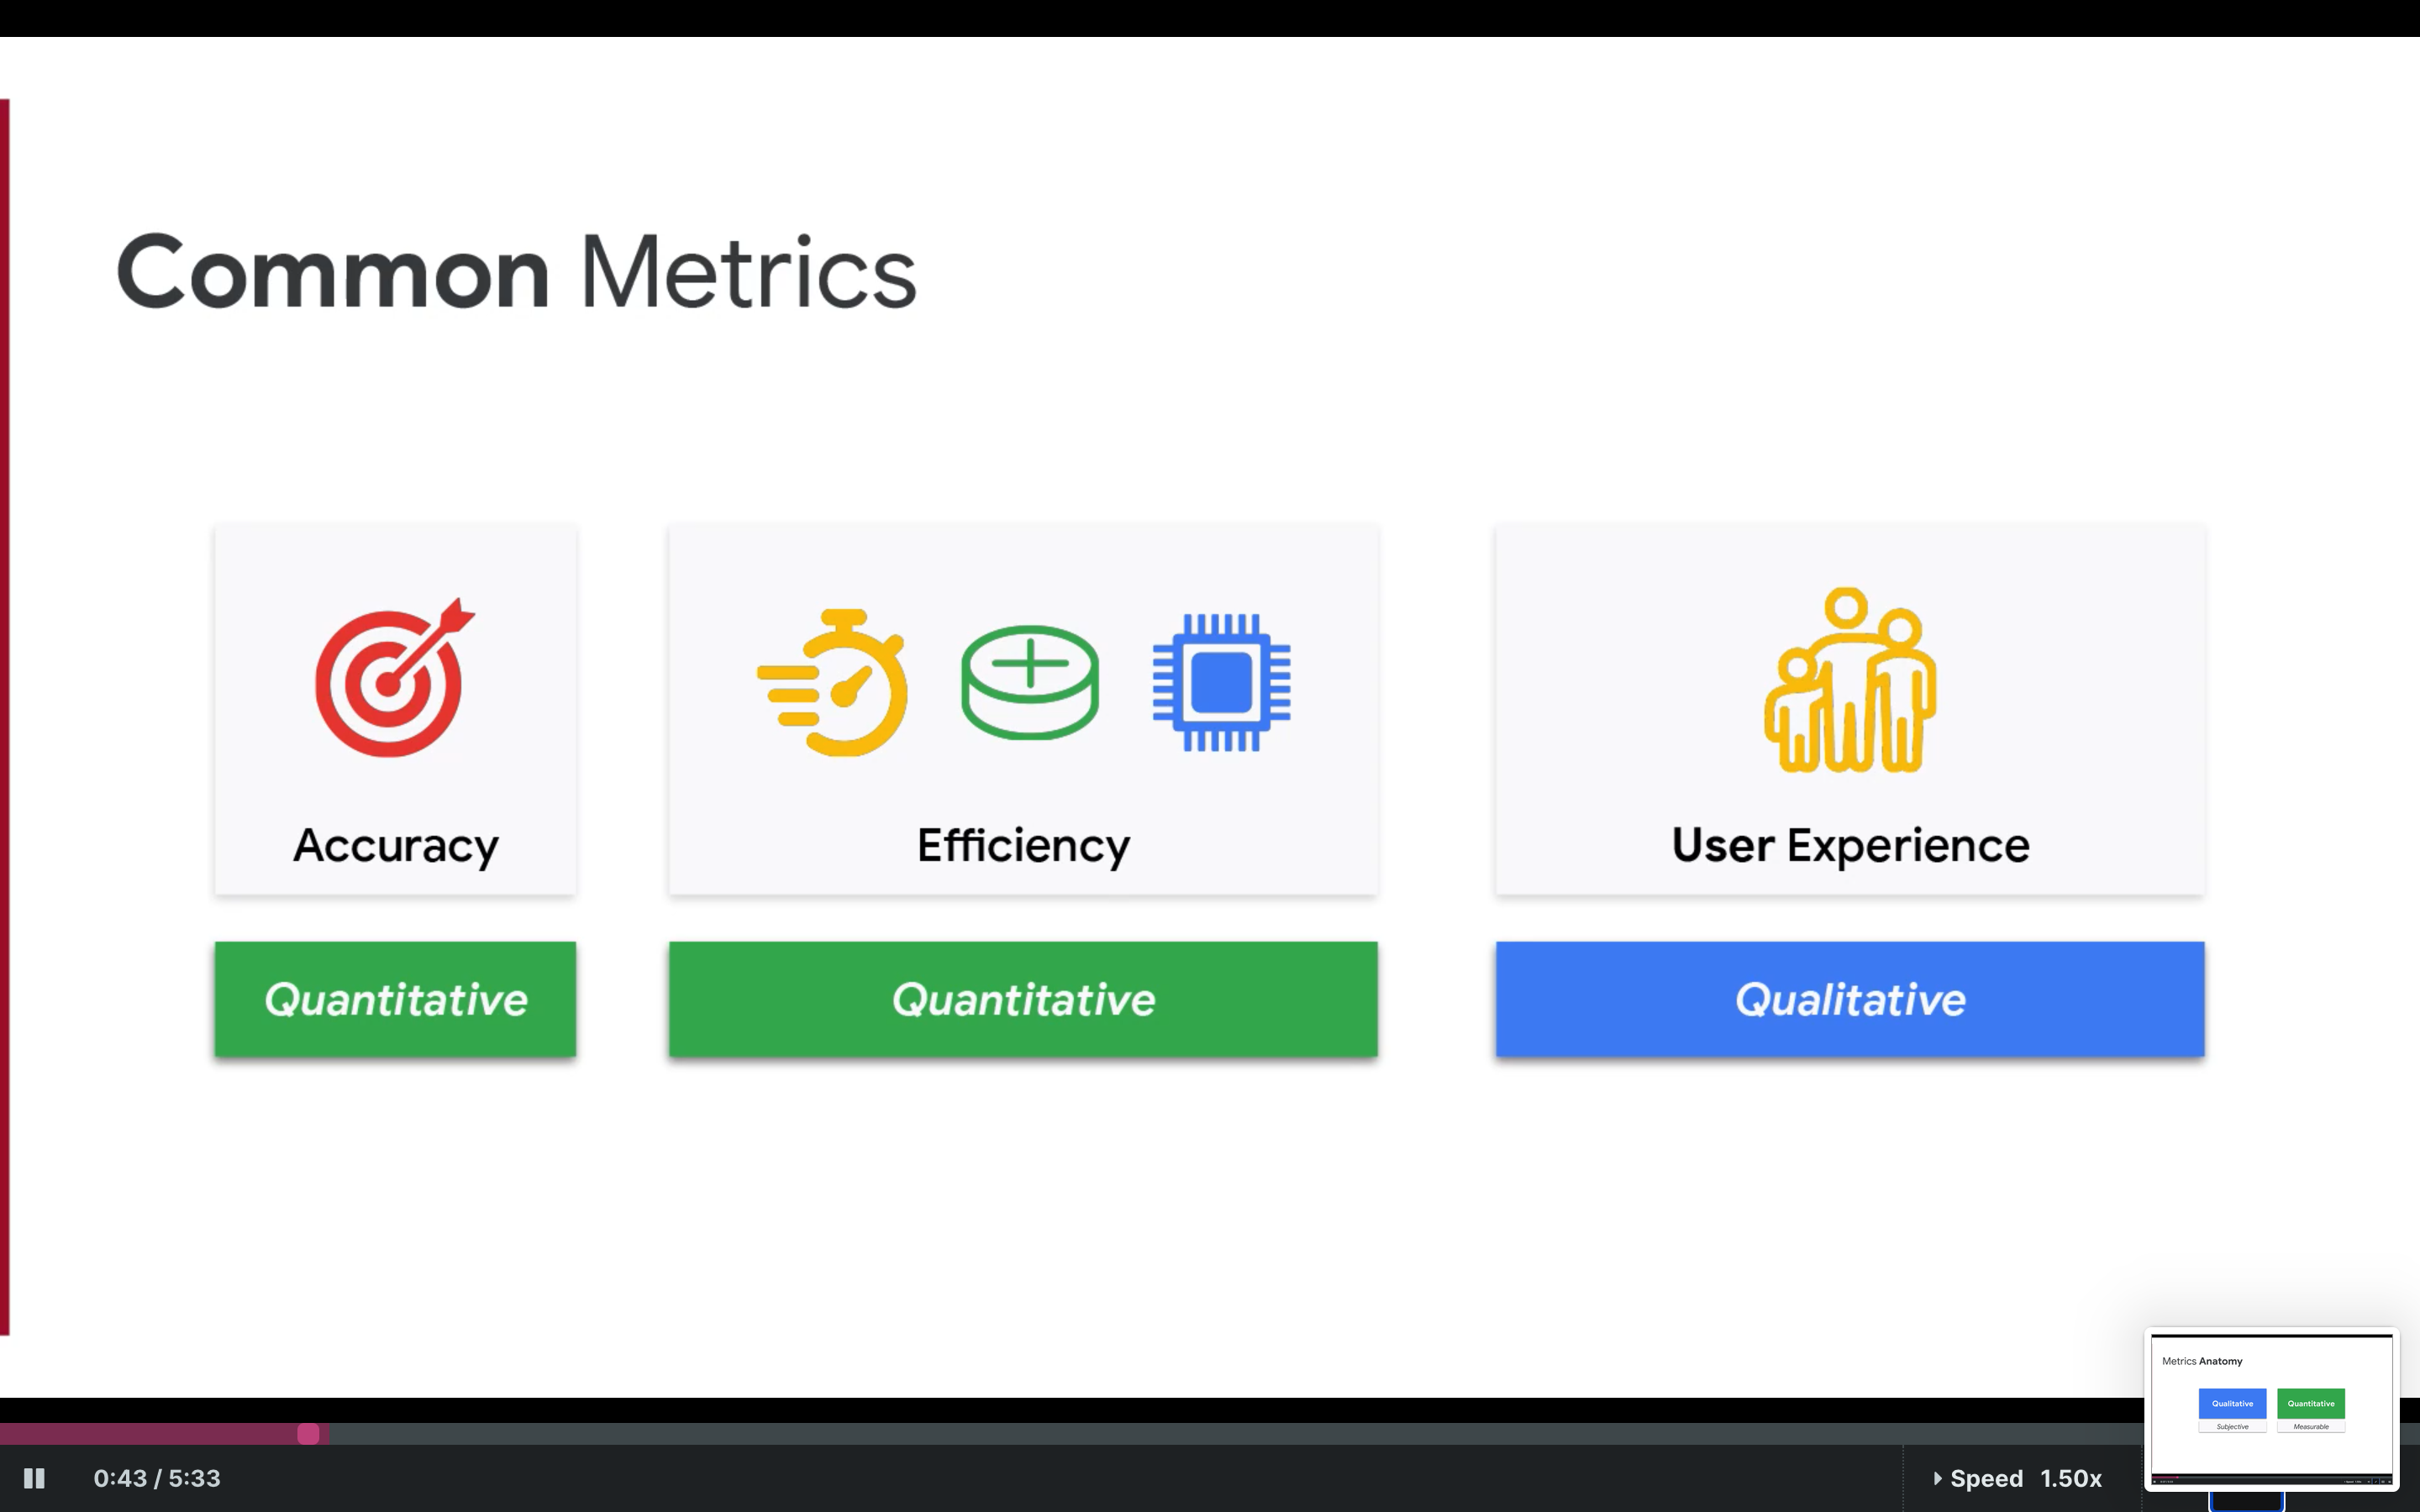 Common Metrics
Accuracy
Efficiency
User Experience
Quantitative
Quantitative
Qualitative
Metrics Anatomy
Qualitative
Quantitative
Subjective
Measurable
0:43 / 5:33
Speed 1.50x